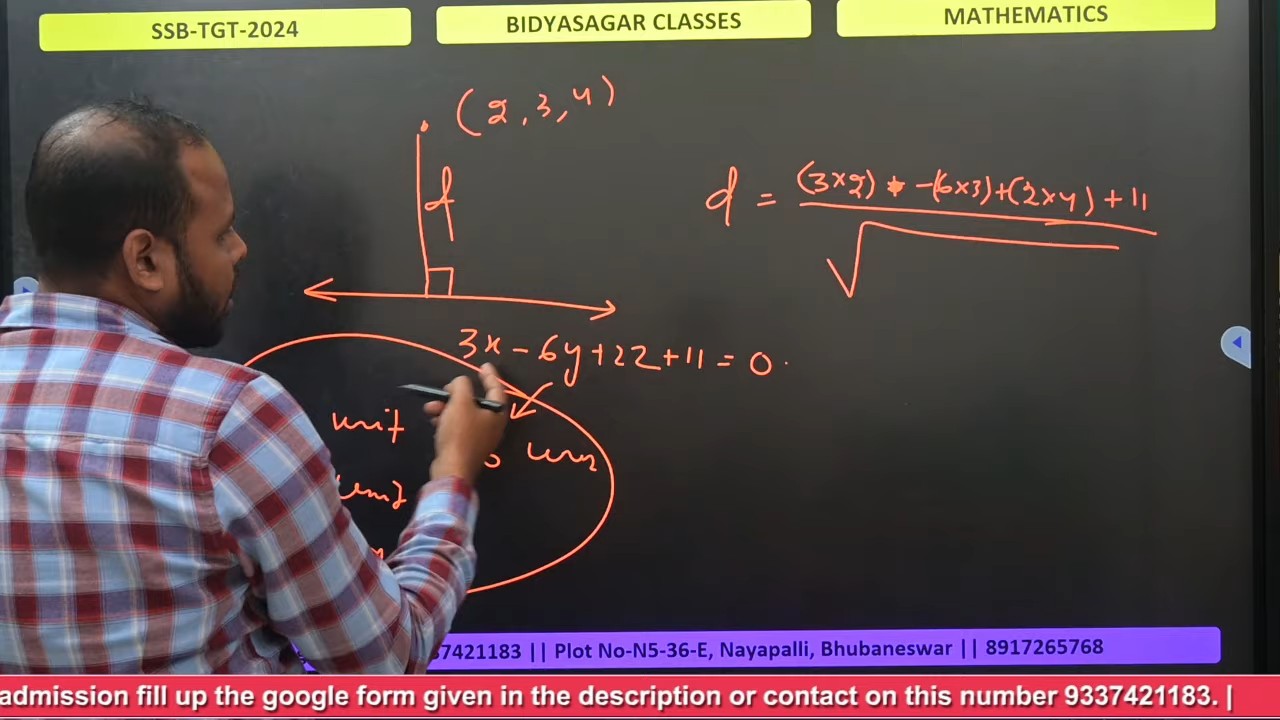 SSB-TGT-2024
BIDYASAGAR CLASSES
MATHEMATICS
(2, 3, 4)
d
d = (3×2) - (6×3) + (2×4) + 11
√
3x - 6y + 2z + 11 = 0
unit
unit
37421183 || Plot No-N5-36-E, Nayapalli, Bhubaneswar || 8917265768
admission fill up the google form given in the description or contact on this number 9337421183. |